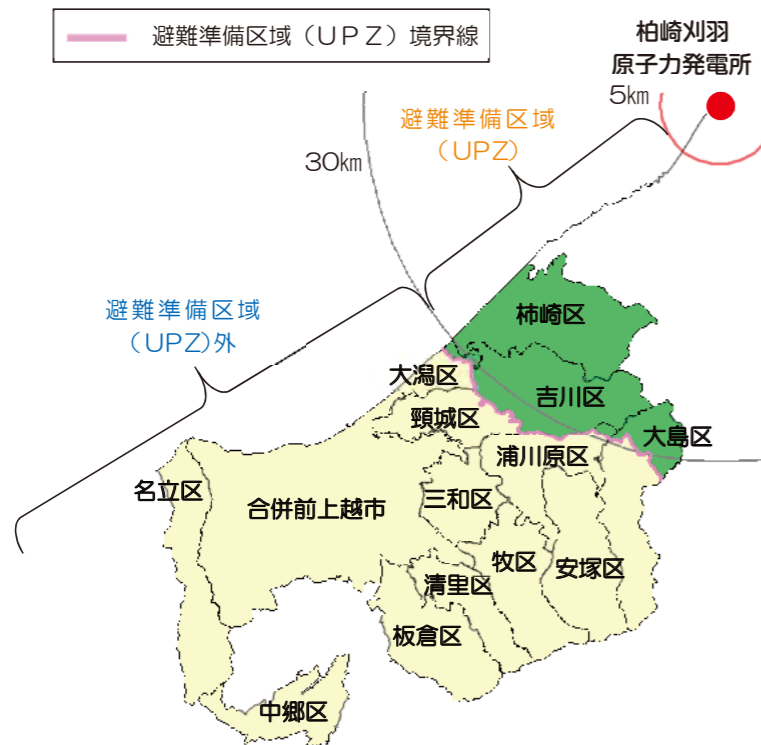 避難準備区域（ＵＰＺ）境界線
柏崎刈羽
原子力発電所
5㎞
避難準備区域
（UPZ）
30㎞
避難準備区域
（UPZ）外
柿崎区
大潟区
吉川区
頸城区
大島区
浦川原区
名立区
合併前上越市
三和区
牧区
安塚区
清里区
板倉区
中郷区